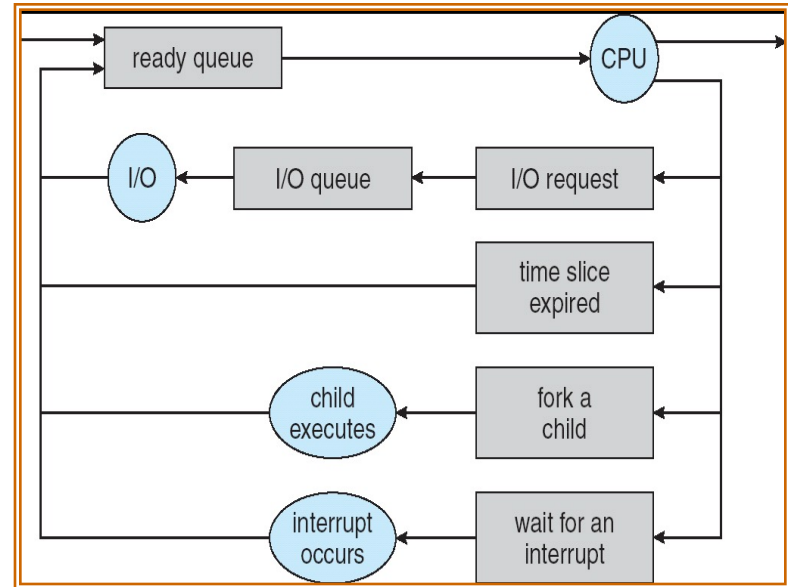 ready queue
CPU
I/O
I/O queue
I/O request
time slice
expired
child
executes
fork a
child
interrupt
occurs
wait for an
interrupt